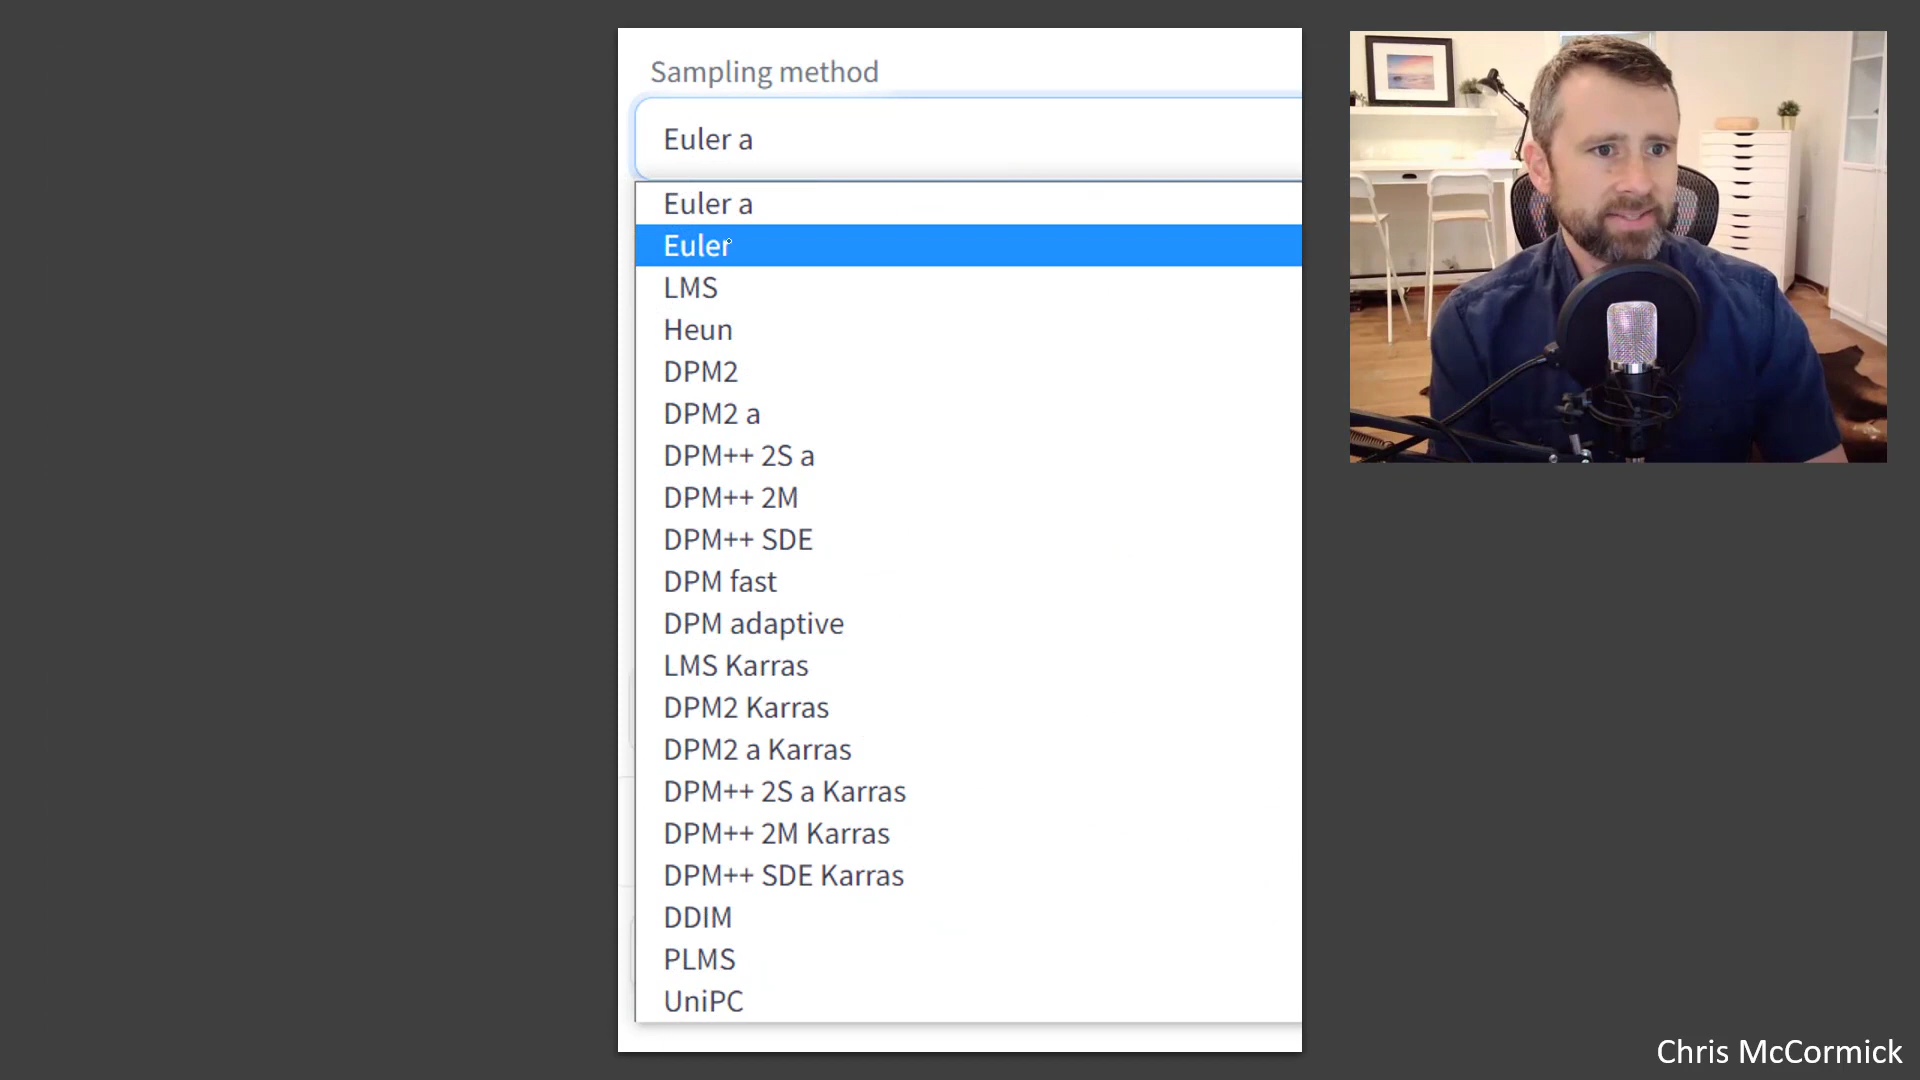 Sampling method
Euler a
Euler a
Euler
LMS
Heun
DPM2
DPM2 a
DPM++ 2S a
DPM++ 2M
DPM++ SDE
DPM fast
DPM adaptive
LMS Karras
DPM2 Karras
DPM2 a Karras
DPM++ 2S a Karras
DPM++ 2M Karras
DPM++ SDE Karras
DDIM
PLMS
UniPC
Chris McCormick